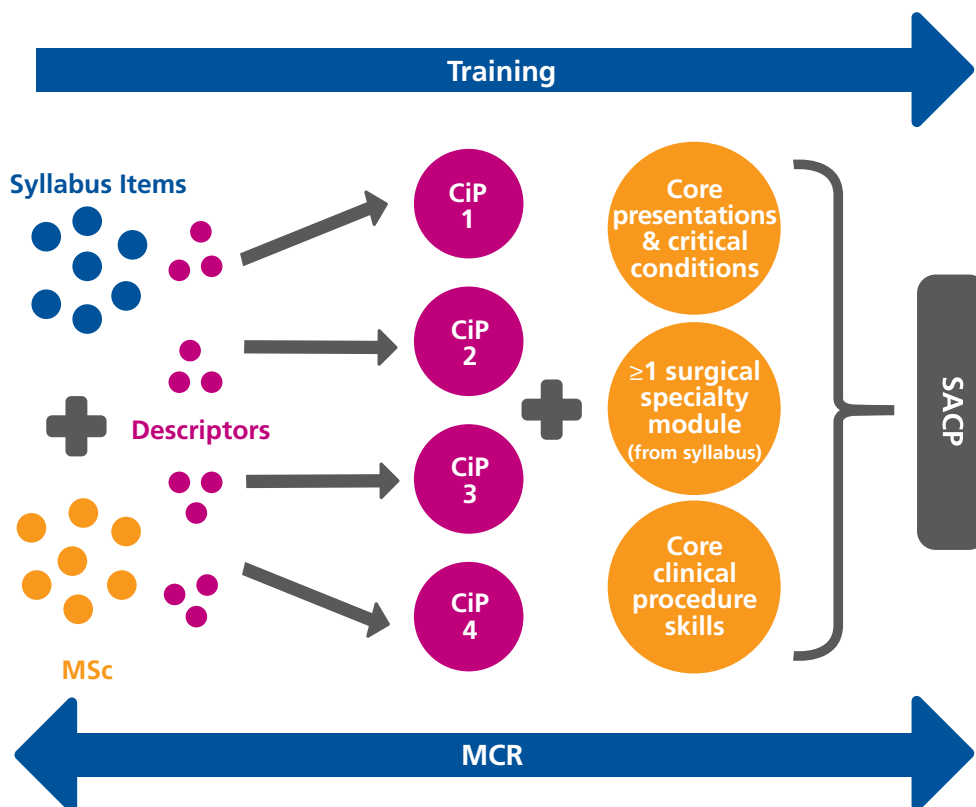 Training
Syllabus Items
MSc
Descriptors
CiP
1
CiP
2
CiP
3
CiP
4
Core
presentations
& critical
conditions
≥1 surgical
specialty
module
(from syllabus)
Core
clinical
procedure
skills
SACP
MCR